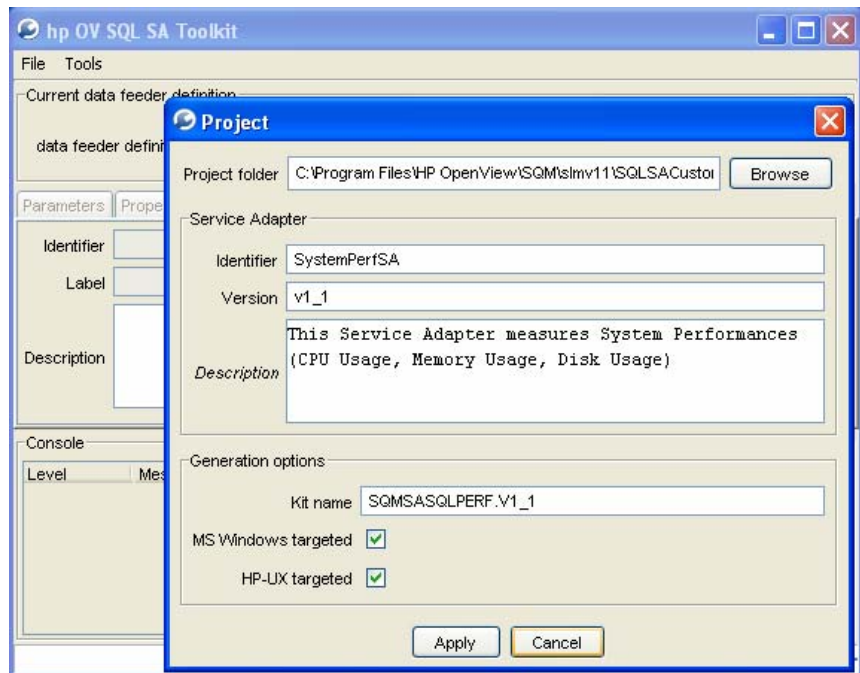 hp OV SQL SA Toolkit
File Tools
Current data feeder definition
data feeder defini
Parameters Prope
Identifier
Label
Description
Console
Level Mes
Project
Project folder C:\Program Files\HP OpenView\SQM\slmv11\SQLSACustor Browse
Service Adapter
Identifier SystemPerfSA
Version v1_1
Description This Service Adapter measures System Performances
(CPU Usage, Memory Usage, Disk Usage)
Generation options
Kit name SQMSASQLPERF.V1_1
MS Windows targeted
HP-UX targeted
Apply Cancel